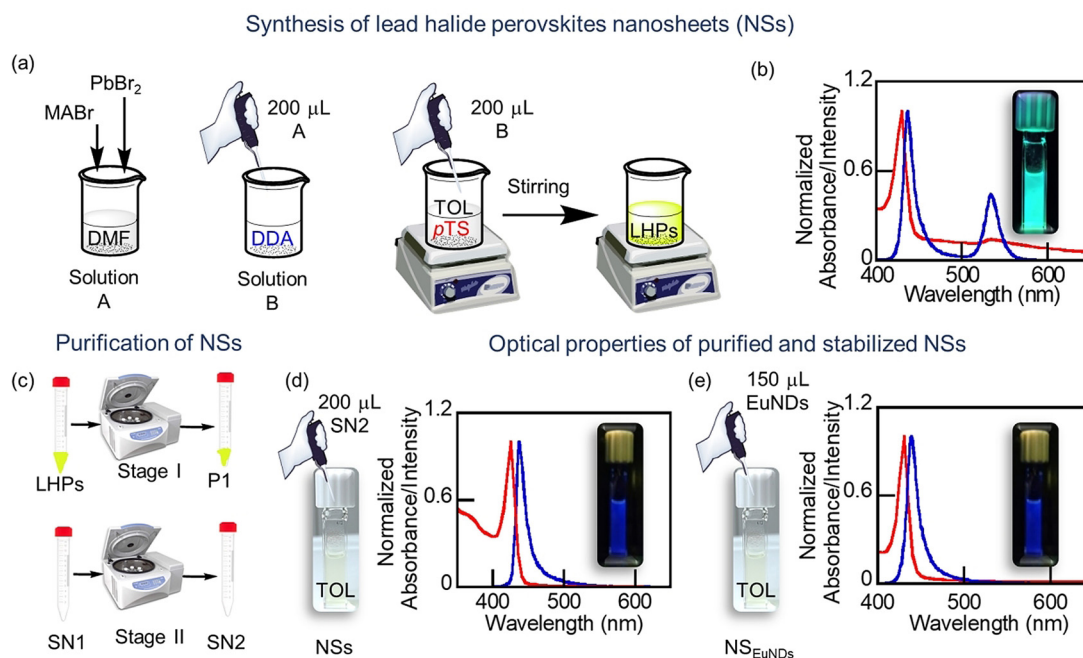 Synthesis of lead halide perovskites nanosheets (NSs)
(a)
PbBr₂
MABr
DMF
Solution
A
200 μL
A
DDA
Solution
B
200 μL
B
TOL
pTS
Stirring
LHPs
(b)
Normalized
Absorbance/Intensity
1.2
0.6
400 500 600
Wavelength (nm)
Purification of NSs
Optical properties of purified and stabilized NSs
(c)
LHPs
Stage I
P1
SN1
Stage II
SN2
(d)
200 μL
SN2
TOL
NSs
Normalized
Absorbance/Intensity
1.2
0.6
400 500 600
Wavelength (nm)
(e)
150 μL
EuNDs
TOL
NS_EuNDs
Normalized
Absorbance/Intensity
1.2
0.6
400 500 600
Wavelength (nm)